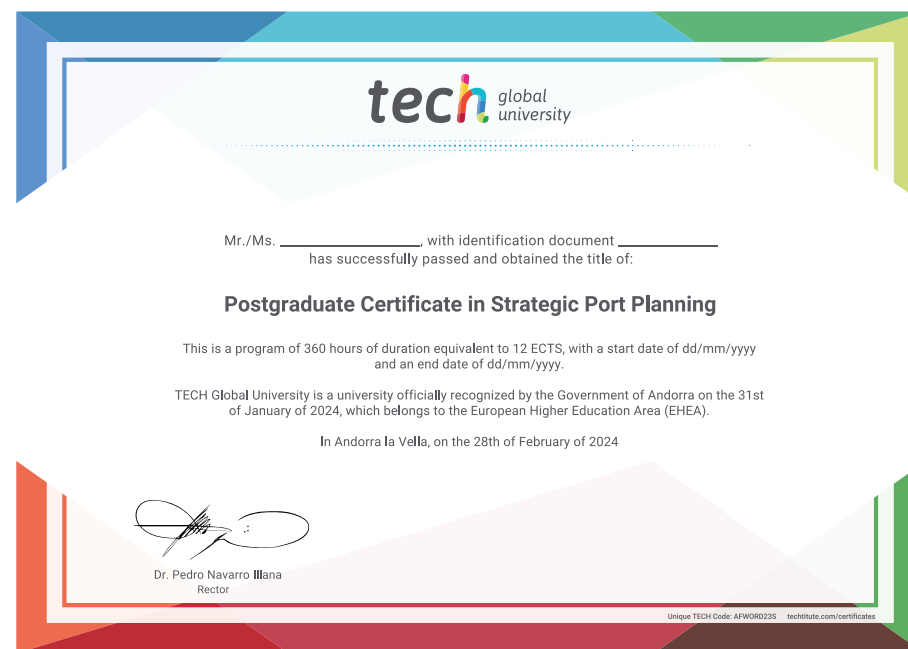 tech global university
Mr./Ms. ____________________, with identification document ______________
has successfully passed and obtained the title of:
Postgraduate Certificate in Strategic Port Planning
This is a program of 360 hours of duration equivalent to 12 ECTS, with a start date of dd/mm/yyyy
and an end date of dd/mm/yyyy.
TECH Global University is a university officially recognized by the Government of Andorra on the 31st
of January of 2024, which belongs to the European Higher Education Area (EHEA).
In Andorra la Vella, on the 28th of February of 2024
Dr. Pedro Navarro Illana
Rector
Unique TECH Code: AFWORD23S techtitute.com/certificates